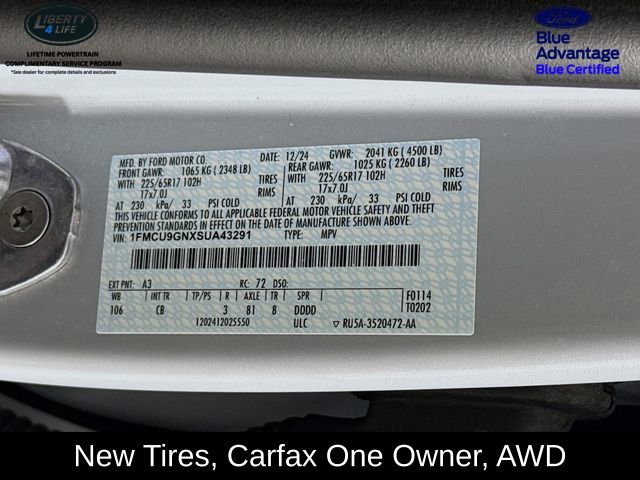 LIBERTY
4 LIFE
LIFETIME POWERTRAIN
COMPLIMENTARY SERVICE PROGRAM
*See dealer for complete details and exclusions
Ford
Blue
Advantage
Blue Certified
MFD. BY FORD MOTOR CO. DATE: 12/24 GVWR: 2041 KG (4500 LB)
FRONT GAWR: 1065 KG (2348 LB) REAR GAWR: 1025 KG (2260 LB)
WITH 225/65R17 102H TIRES WITH 225/65R17 102H TIRES
17x7.0J RIMS 17x7.0J RIMS
AT 230 kPa/ 33 PSI COLD AT 230 kPa/ 33 PSI COLD
THIS VEHICLE CONFORMS TO ALL APPLICABLE FEDERAL MOTOR VEHICLE SAFETY AND THEFT
PREVENTION STANDARDS IN EFFECT ON THE DATE OF MANUFACTURE SHOWN ABOVE.
VIN: 1FMCU9GNXSUA43291 TYPE: MPV
EXT PNT: A3 RC: 72 DSO:
WB INT TR TP/PS R AXLE TR SPR F0114
106 CB 3 81 8 DDDD T0202
1202412025550 ULC ▽ RU5A-3520472-AA
New Tires, Carfax One Owner, AWD